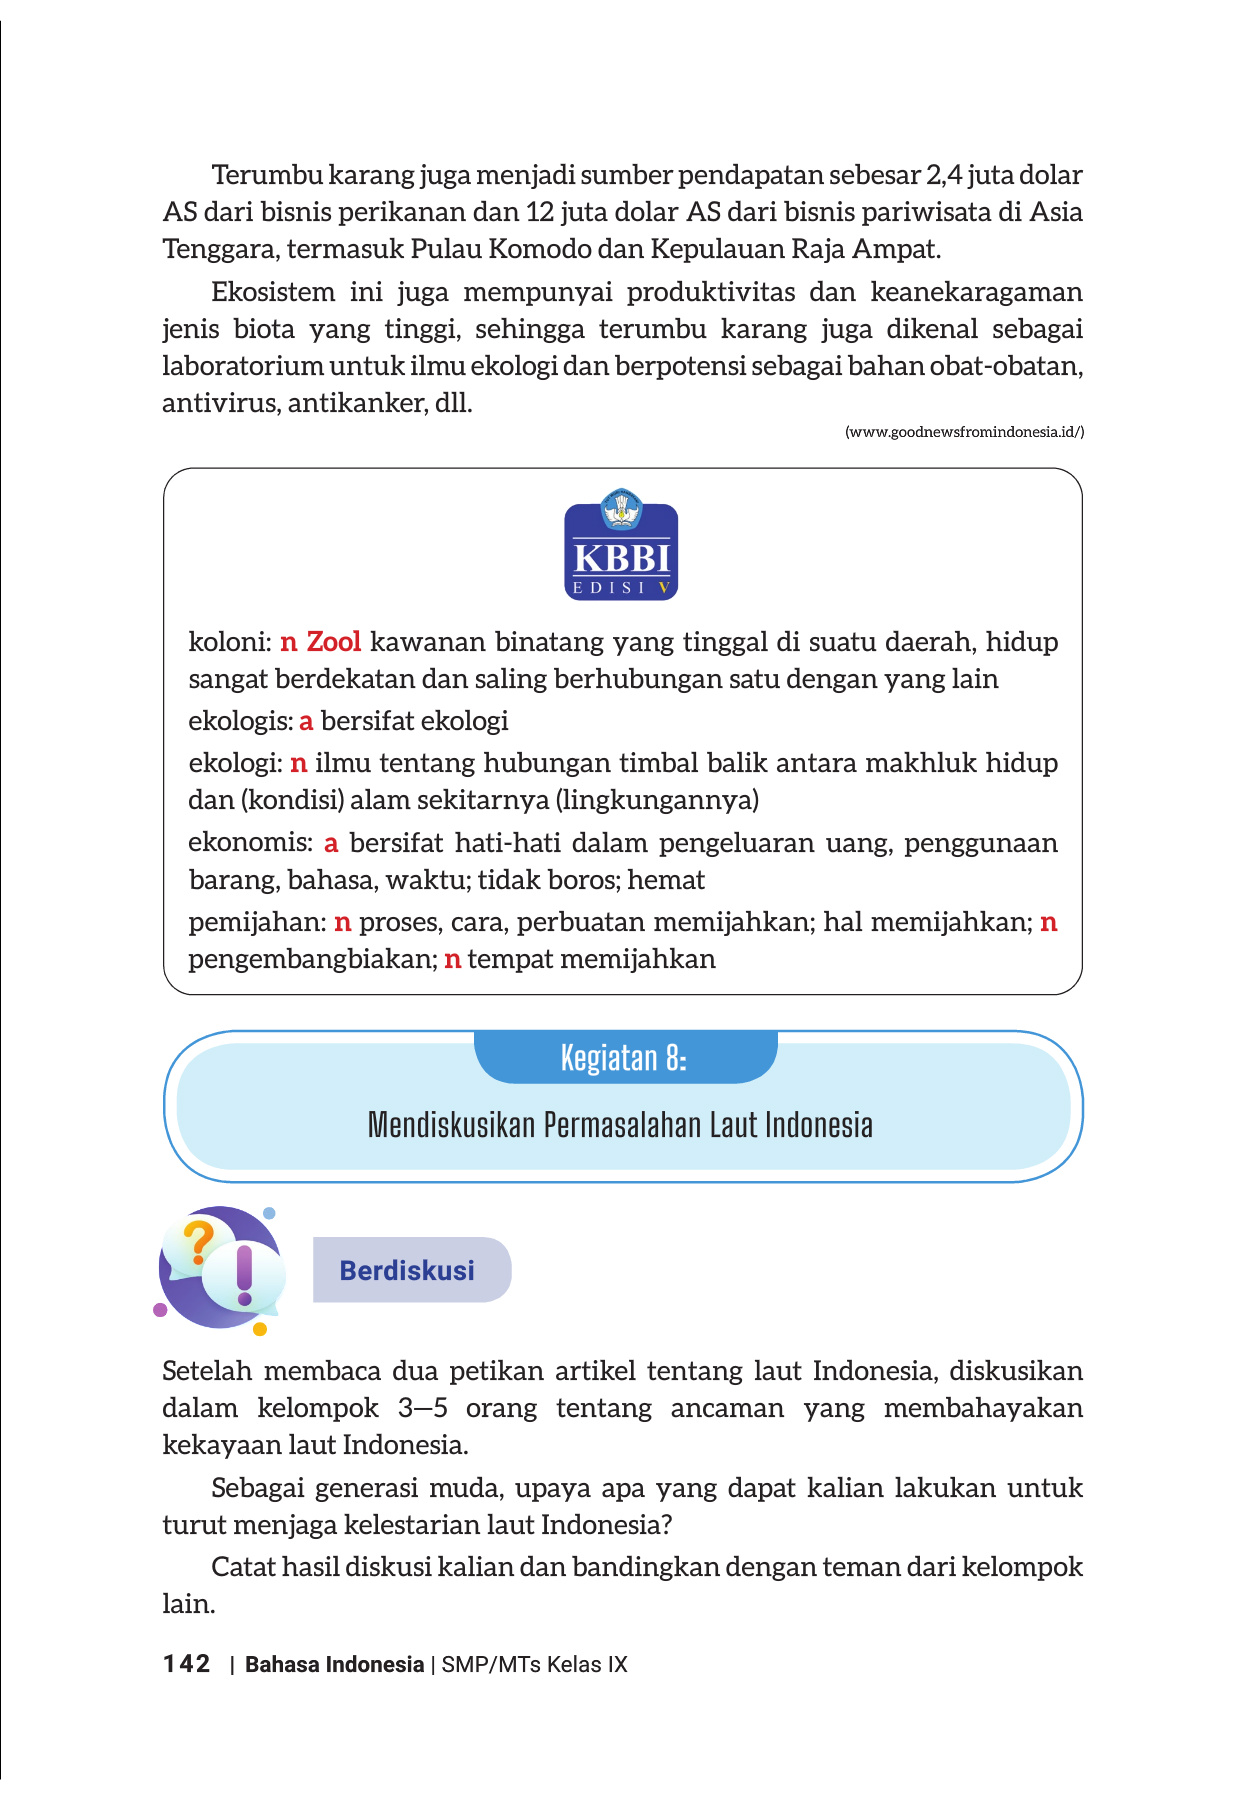 Terumbu karang juga menjadi sumber pendapatan sebesar 2,4 juta dolar
AS dari bisnis perikanan dan 12 juta dolar AS dari bisnis pariwisata di Asia
Tenggara, termasuk Pulau Komodo dan Kepulauan Raja Ampat.
Ekosistem ini juga mempunyai produktivitas dan keanekaragaman
jenis biota yang tinggi, sehingga terumbu karang juga dikenal sebagai
laboratorium untuk ilmu ekologi dan berpotensi sebagai bahan obat-obatan,
antivirus, antikanker, dll.
(www.goodnewsfromindonesia.id/)
KBBI
EDISI V
koloni: n Zool kawanan binatang yang tinggal di suatu daerah, hidup
sangat berdekatan dan saling berhubungan satu dengan yang lain
ekologis: a bersifat ekologi
ekologi: n ilmu tentang hubungan timbal balik antara makhluk hidup
dan (kondisi) alam sekitarnya (lingkungannya)
ekonomis: a bersifat hati-hati dalam pengeluaran uang, penggunaan
barang, bahasa, waktu; tidak boros; hemat
pemijahan: n proses, cara, perbuatan memijahkan; hal memijahkan; n
pengembangbiakan; n tempat memijahkan
Kegiatan 8:
Mendiskusikan Permasalahan Laut Indonesia
? !
Berdiskusi
Setelah membaca dua petikan artikel tentang laut Indonesia, diskusikan
dalam kelompok 3—5 orang tentang ancaman yang membahayakan
kekayaan laut Indonesia.
Sebagai generasi muda, upaya apa yang dapat kalian lakukan untuk
turut menjaga kelestarian laut Indonesia?
Catat hasil diskusi kalian dan bandingkan dengan teman dari kelompok
lain.
142 | Bahasa Indonesia | SMP/MTs Kelas IX